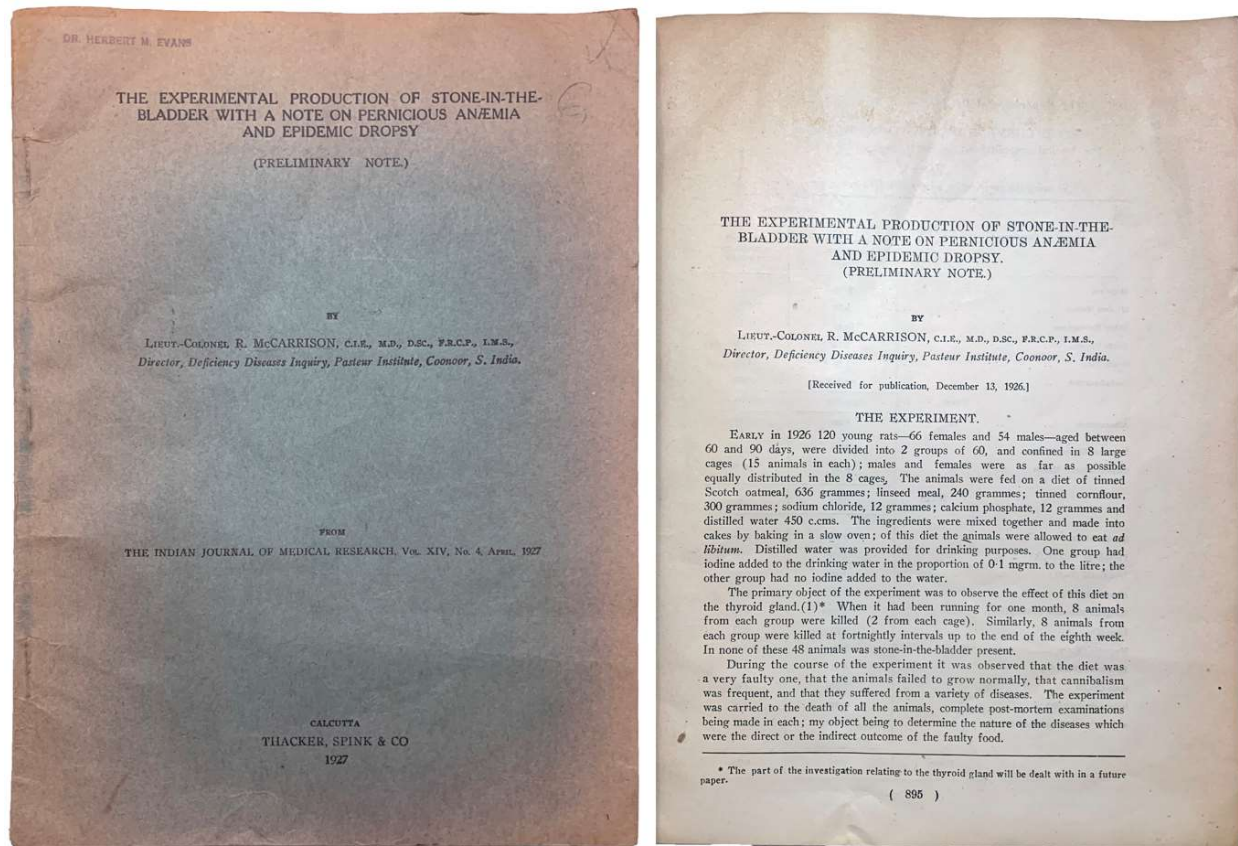 DR. HERBERT M. EVANS
THE EXPERIMENTAL PRODUCTION OF STONE-IN-THE-
BLADDER WITH A NOTE ON PERNICIOUS ANÆMIA
AND EPIDEMIC DROPSY
(PRELIMINARY NOTE.)
BY
LIEUT.-COLONEL R. McCARRISON, C.I.E., M.D., D.SC., F.R.C.P., I.M.S.,
Director, Deficiency Diseases Inquiry, Pasteur Institute, Coonoor, S. India.
FROM
THE INDIAN JOURNAL OF MEDICAL RESEARCH, VOL. XIV, No. 4, APRIL, 1927
CALCUTTA
THACKER, SPINK & CO
1927
THE EXPERIMENTAL PRODUCTION OF STONE-IN-THE-
BLADDER WITH A NOTE ON PERNICIOUS ANÆMIA
AND EPIDEMIC DROPSY.
(PRELIMINARY NOTE.)
BY
LIEUT.-COLONEL R. McCARRISON, C.I.E., M.D., D.SC., F.R.C.P., I.M.S.,
Director, Deficiency Diseases Inquiry, Pasteur Institute, Coonoor, S. India.
[Received for publication, December 13, 1926.]
THE EXPERIMENT.
EARLY in 1926 120 young rats—66 females and 54 males—aged between
60 and 90 days, were divided into 2 groups of 60, and confined in 8 large
cages (15 animals in each); males and females were as far as possible
equally distributed in the 8 cages. The animals were fed on a diet of tinned
Scotch oatmeal, 636 grammes; linseed meal, 240 grammes; tinned cornflour,
300 grammes; sodium chloride, 12 grammes; calcium phosphate, 12 grammes and
distilled water 450 c.cms. The ingredients were mixed together and made into
cakes by baking in a slow oven; of this diet the animals were allowed to eat ad
libitum. Distilled water was provided for drinking purposes. One group had
iodine added to the drinking water in the proportion of 0·1 mgrm. to the litre; the
other group had no iodine added to the water.
The primary object of the experiment was to observe the effect of this diet on
the thyroid gland.(1)* When it had been running for one month, 8 animals
from each group were killed (2 from each cage). Similarly, 8 animals from
each group were killed at fortnightly intervals up to the end of the eighth week.
In none of these 48 animals was stone-in-the-bladder present.
During the course of the experiment it was observed that the diet was
a very faulty one, that the animals failed to grow normally, that cannibalism
was frequent, and that they suffered from a variety of diseases. The experiment
was carried to the death of all the animals, complete post-mortem examinations
being made in each; my object being to determine the nature of the diseases which
were the direct or the indirect outcome of the faulty food.
* The part of the investigation relating to the thyroid gland will be dealt with in a future
paper.
( 895 )